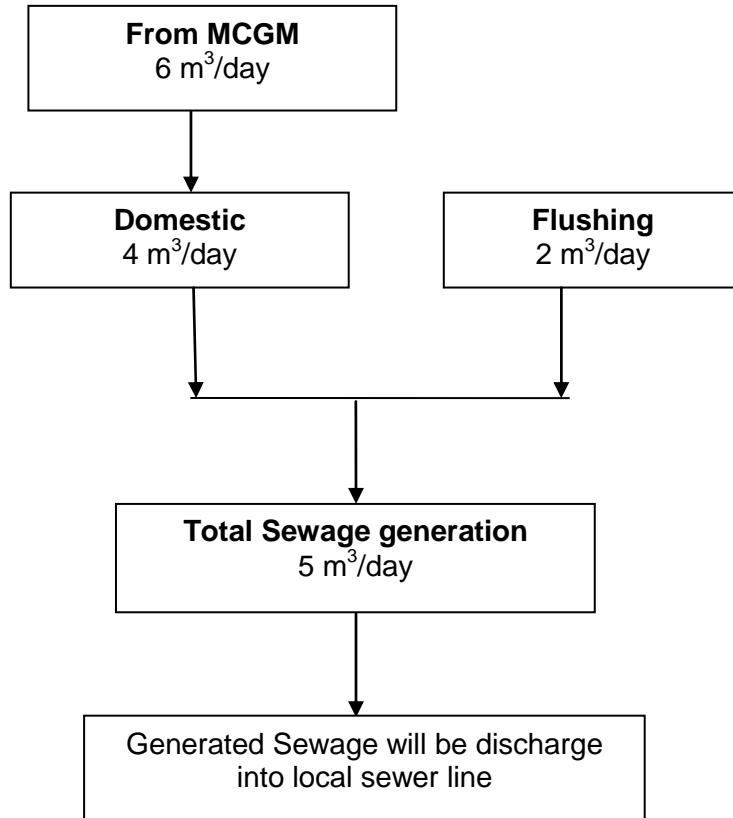 From MCGM
6 m³/day
Domestic
4 m³/day
Flushing
2 m³/day
Total Sewage generation
5 m³/day
Generated Sewage will be discharge
into local sewer line